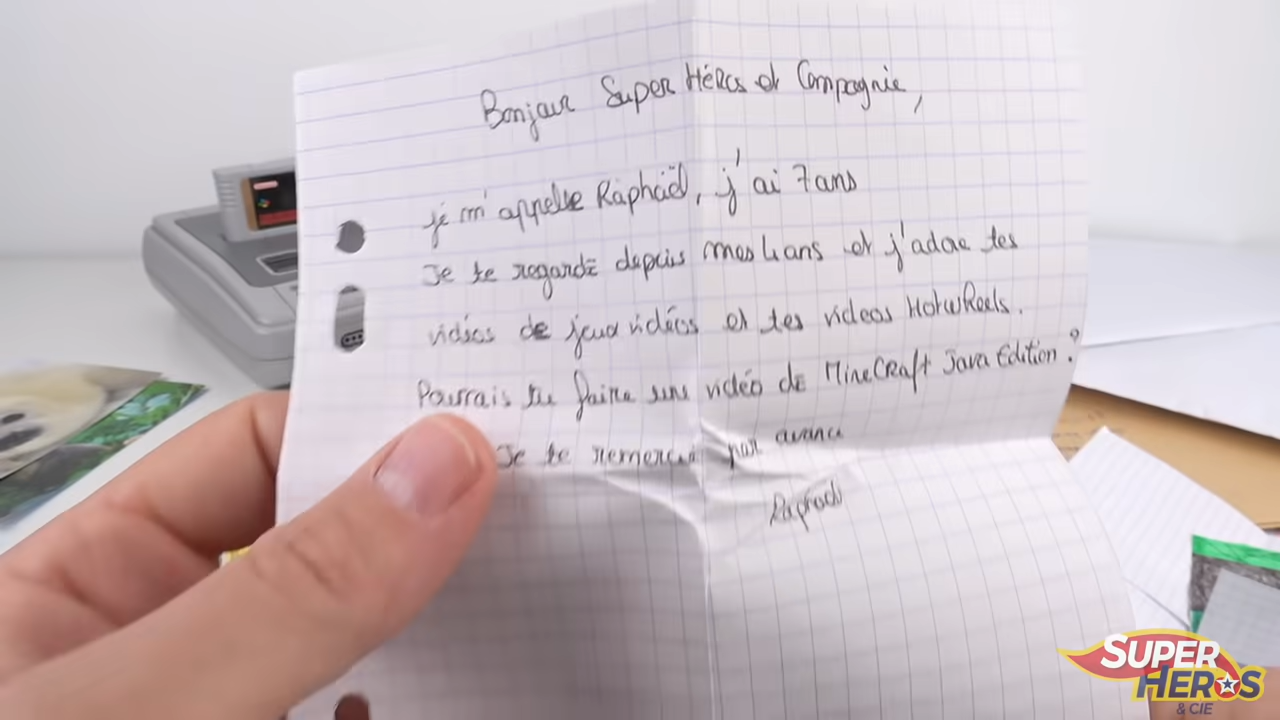 Bonjour Super Héros et Compagnie,
je m'appelle Raphaël, j'ai 7 ans
Je te regarde depuis mes 4 ans et j'adore tes
vidéos de jeux vidéos et tes videos Hotwheels.
Pourrais tu faire une vidéo de MineCraft Java Edition ?
Je te remercie par avance
Raphaël
SUPER
HEROS
& CIE